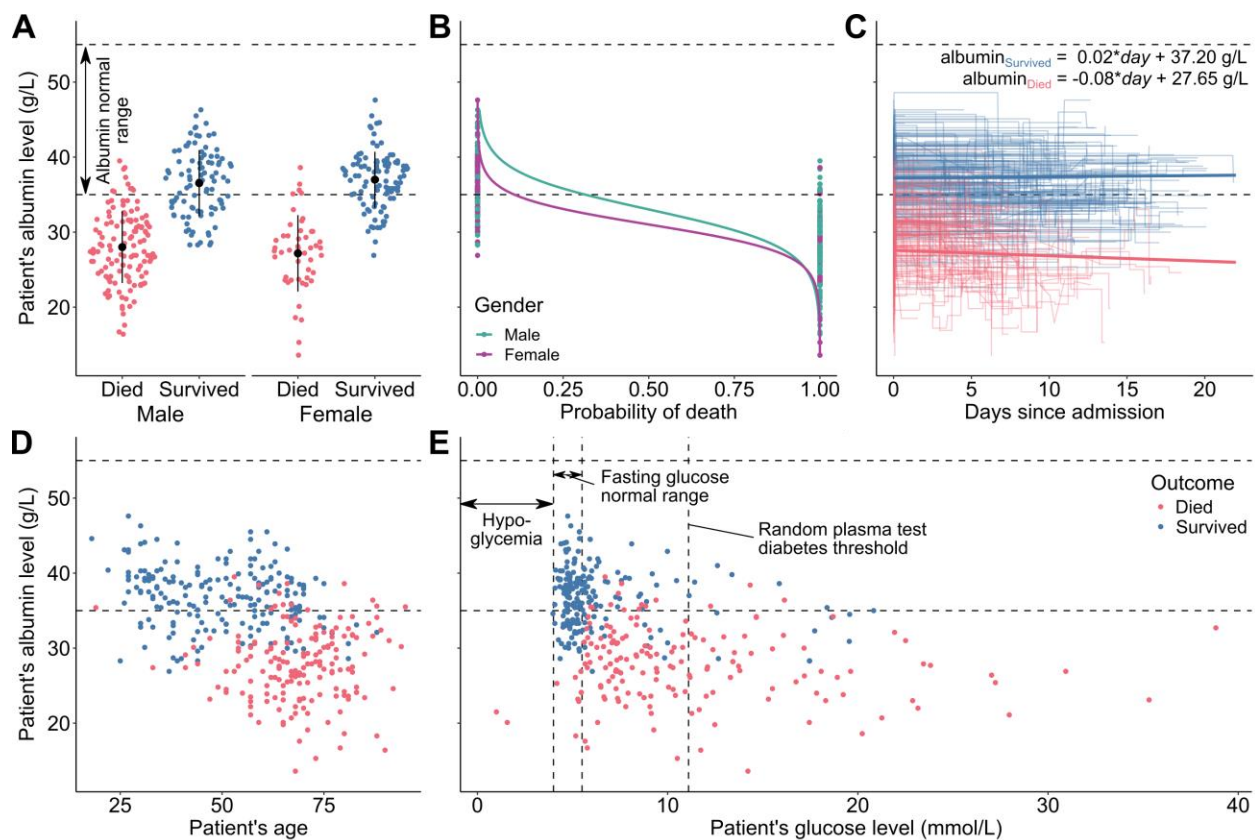 A
Patient's albumin level (g/L)
50
40
30
20
Albumin normal
range
Died
Survived
Died
Survived
Male
Female
B
Gender
Male
Female
0.00
0.25
0.50
0.75
1.00
Probability of death
C
albuminSurvived = 0.02*day + 37.20 g/L
albuminDied = -0.08*day + 27.65 g/L
0
5
10
15
20
Days since admission
D
Patient's albumin level (g/L)
50
40
30
20
25
50
75
Patient's age
E
Hypo-
glycemia
Fasting glucose
normal range
Random plasma test
diabetes threshold
Outcome
Died
Survived
0
10
20
30
40
Patient's glucose level (mmol/L)